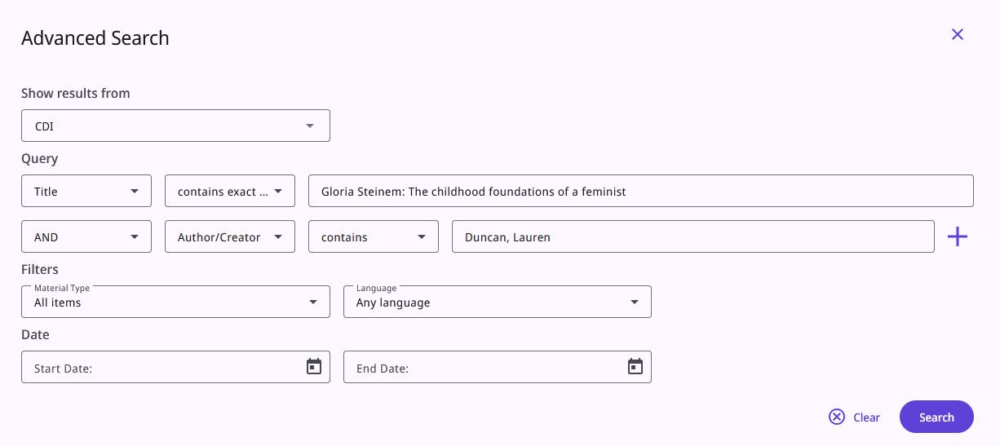 Advanced Search
Show results from
CDI
Query
Title contains exact ... Gloria Steinem: The childhood foundations of a feminist
AND Author/Creator contains Duncan, Lauren
Filters
Material Type Language
All items Any language
Date
Start Date: End Date:
Clear Search